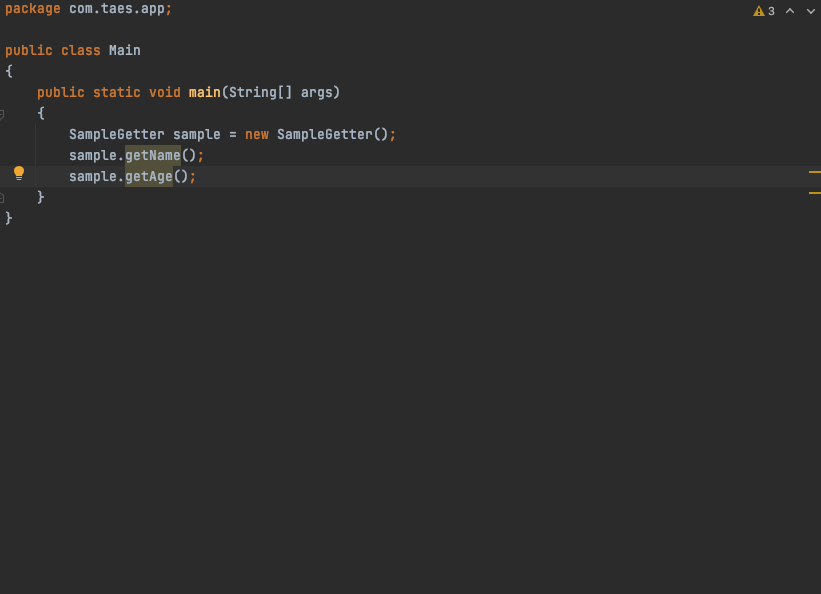 package com.taes.app;
3
public class Main
{
    public static void main(String[] args)
    {
        SampleGetter sample = new SampleGetter();
        sample.getName();
        sample.getAge();
    }
}